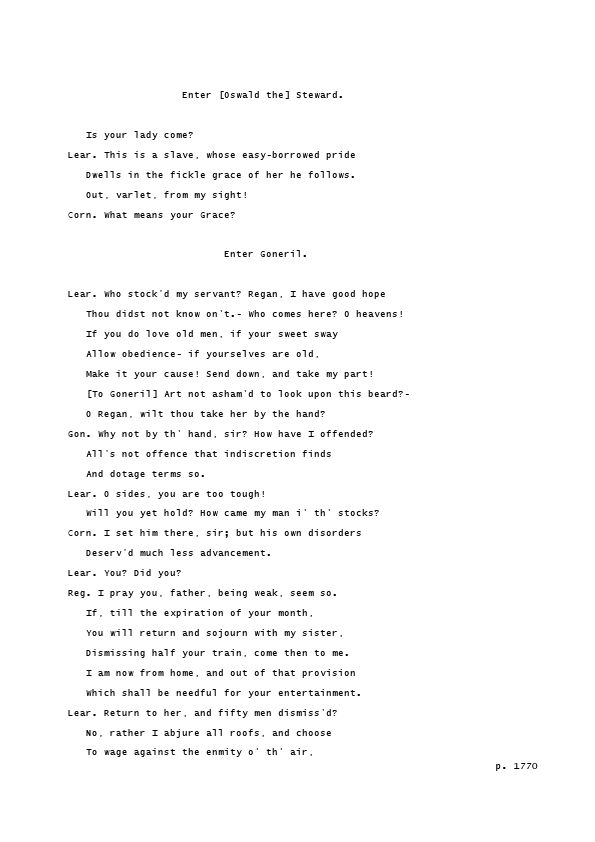 Enter [Oswald the] Steward.
Is your lady come?
Lear. This is a slave, whose easy-borrowed pride
Dwells in the fickle grace of her he follows.
Out, varlet, from my sight!
Corn. What means your Grace?
Enter Goneril.
Lear. Who stock'd my servant? Regan, I have good hope
Thou didst not know on't.- Who comes here? O heavens!
If you do love old men, if your sweet sway
Allow obedience- if yourselves are old,
Make it your cause! Send down, and take my part!
[To Goneril] Art not asham'd to look upon this beard?-
O Regan, wilt thou take her by the hand?
Gon. Why not by th' hand, sir? How have I offended?
All's not offence that indiscretion finds
And dotage terms so.
Lear. O sides, you are too tough!
Will you yet hold? How came my man i' th' stocks?
Corn. I set him there, sir; but his own disorders
Deserv'd much less advancement.
Lear. You? Did you?
Reg. I pray you, father, being weak, seem so.
If, till the expiration of your month,
You will return and sojourn with my sister,
Dismissing half your train, come then to me.
I am now from home, and out of that provision
Which shall be needful for your entertainment.
Lear. Return to her, and fifty men dismiss'd?
No, rather I abjure all roofs, and choose
To wage against the enmity o' th' air,
p. 1770